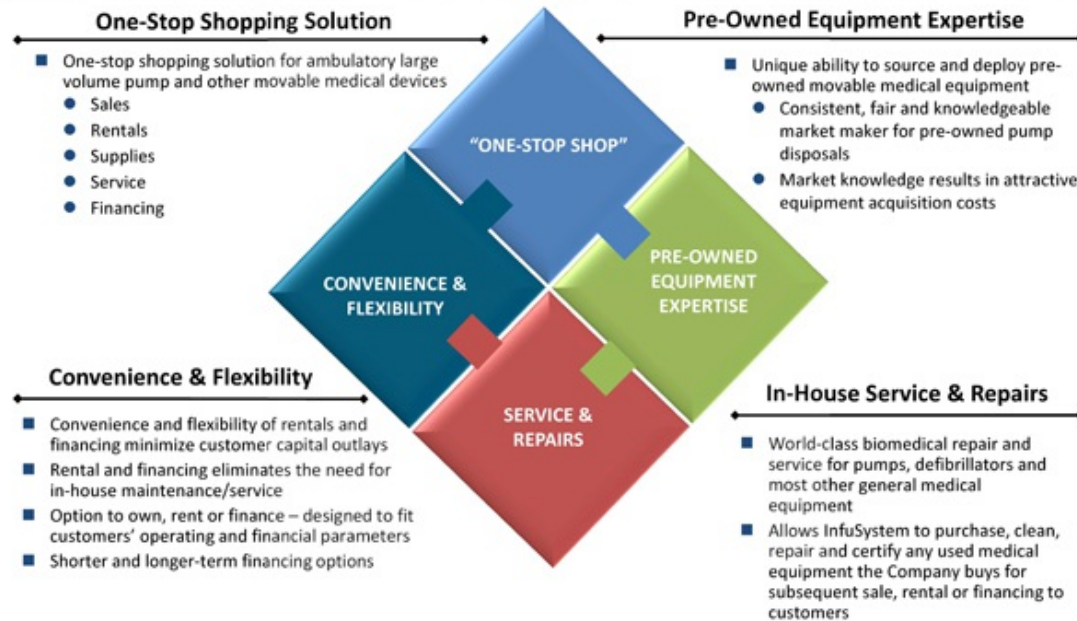 One-Stop Shopping Solution
One-stop shopping solution for ambulatory large
volume pump and other movable medical devices
Sales
Rentals
Supplies
Service
Financing
Pre-Owned Equipment Expertise
Unique ability to source and deploy pre-
owned movable medical equipment
Consistent, fair and knowledgeable
market maker for pre-owned pump
disposals
Market knowledge results in attractive
equipment acquisition costs
"ONE-STOP SHOP"
CONVENIENCE &
FLEXIBILITY
PRE-OWNED
EQUIPMENT
EXPERTISE
SERVICE &
REPAIRS
Convenience & Flexibility
Convenience and flexibility of rentals and
financing minimize customer capital outlays
Rental and financing eliminates the need for
in-house maintenance/service
Option to own, rent or finance – designed to fit
customers' operating and financial parameters
Shorter and longer-term financing options
In-House Service & Repairs
World-class biomedical repair and
service for pumps, defibrillators and
most other general medical
equipment
Allows InfuSystem to purchase, clean,
repair and certify any used medical
equipment the Company buys for
subsequent sale, rental or financing to
customers